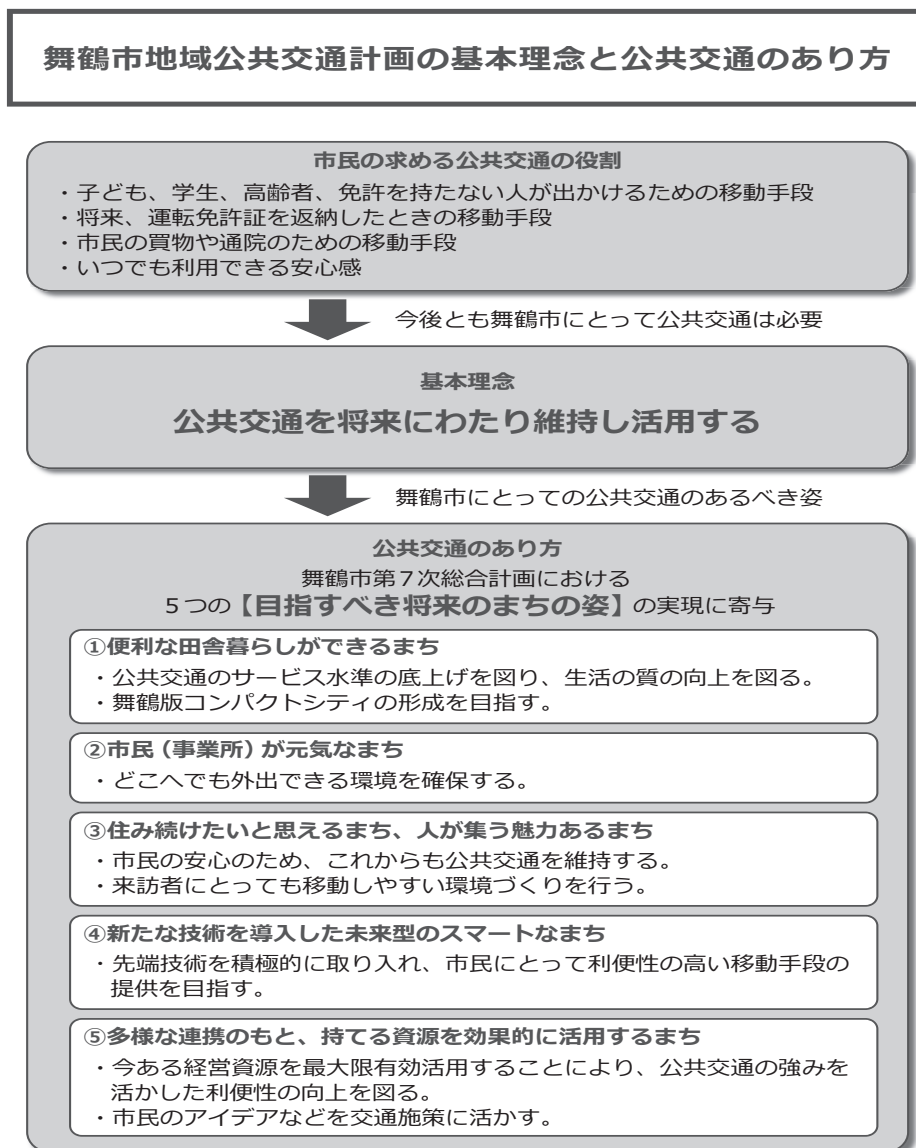 舞鶴市地域公共交通計画の基本理念と公共交通のあり方
市民の求める公共交通の役割
・子ども、学生、高齢者、免許を持たない人が出かけるための移動手段
・将来、運転免許証を返納したときの移動手段
・市民の買物や通院のための移動手段
・いつでも利用できる安心感
今後とも舞鶴市にとって公共交通は必要
基本理念
公共交通を将来にわたり維持し活用する
舞鶴市にとっての公共交通のあるべき姿
公共交通のあり方
舞鶴市第７次総合計画における
５つの【目指すべき将来のまちの姿】の実現に寄与
①便利な田舎暮らしができるまち
・公共交通のサービス水準の底上げを図り、生活の質の向上を図る。
・舞鶴版コンパクトシティの形成を目指す。
②市民（事業所）が元気なまち
・どこへでも外出できる環境を確保する。
③住み続けたいと思えるまち、人が集う魅力あるまち
・市民の安心のため、これからも公共交通を維持する。
・来訪者にとっても移動しやすい環境づくりを行う。
④新たな技術を導入した未来型のスマートなまち
・先端技術を積極的に取り入れ、市民にとって利便性の高い移動手段の
提供を目指す。
⑤多様な連携のもと、持てる資源を効果的に活用するまち
・今ある経営資源を最大限有効活用することにより、公共交通の強みを
活かした利便性の向上を図る。
・市民のアイデアなどを交通施策に活かす。